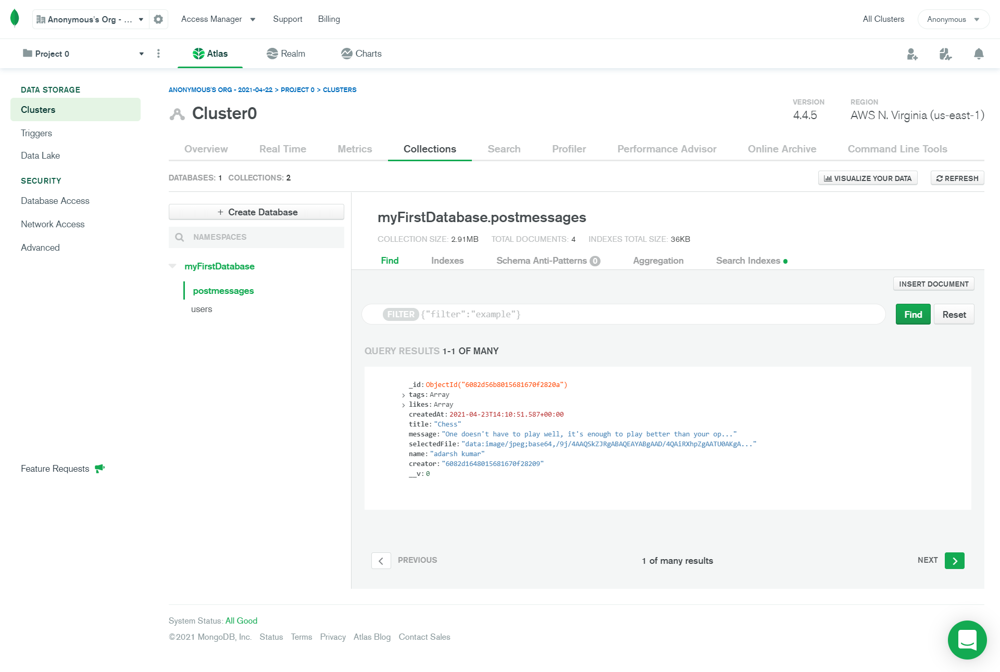 Anonymous's Org - ...
Access Manager
Support
Billing
All Clusters
Anonymous
Project 0
Atlas
Realm
Charts
DATA STORAGE
Clusters
Triggers
Data Lake
SECURITY
Database Access
Network Access
Advanced
Feature Requests
ANONYMOUS'S ORG - 2021-04-22 > PROJECT 0 > CLUSTERS
Cluster0
VERSION
4.4.5
REGION
AWS N. Virginia (us-east-1)
Overview
Real Time
Metrics
Collections
Search
Profiler
Performance Advisor
Online Archive
Command Line Tools
DATABASES: 1 COLLECTIONS: 2
VISUALIZE YOUR DATA
REFRESH
+ Create Database
NAMESPACES
myFirstDatabase
postmessages
users
myFirstDatabase.postmessages
COLLECTION SIZE: 2.91MB TOTAL DOCUMENTS: 4 INDEXES TOTAL SIZE: 36KB
Find
Indexes
Schema Anti-Patterns 0
Aggregation
Search Indexes
INSERT DOCUMENT
FILTER {"filter":"example"}
Find
Reset
QUERY RESULTS 1-1 OF MANY
_id: ObjectId("6082d56b8015681670f2820a")
tags: Array
likes: Array
createdAt: 2021-04-23T14:10:51.587+00:00
title: "Chess"
message: "One doesn't have to play well, it's enough to play better than your op..."
selectedFile: "data:image/jpeg;base64,/9j/4AAQSkZJRgABAQEAYABgAAD/4QAiRXhpZgAATU0AKgA..."
name: "adarsh kumar"
creator: "6082d1648015681670f28209"
__v: 0
PREVIOUS
1 of many results
NEXT
System Status: All Good
©2021 MongoDB, Inc. Status Terms Privacy Atlas Blog Contact Sales